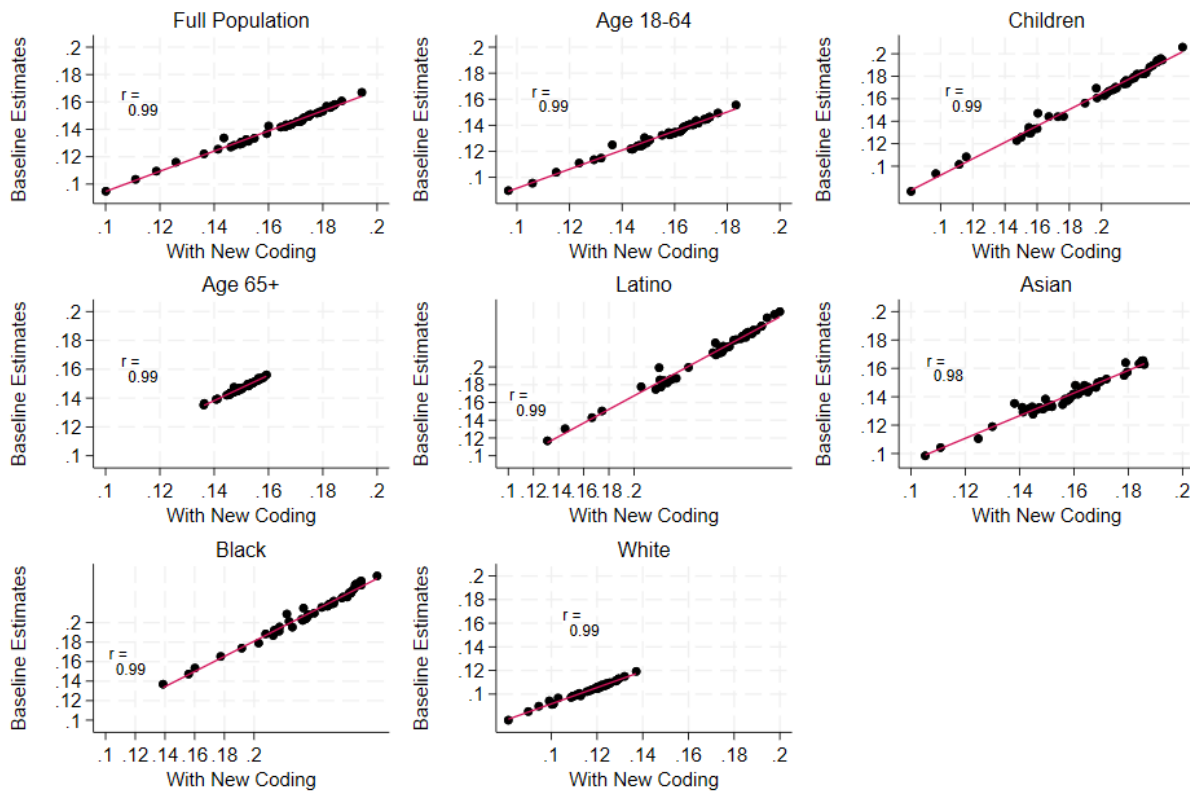 Full Population
Baseline Estimates
.2
.18
.16
.14
.12
.1
r =
0.99
.1 .12 .14 .16 .18 .2
With New Coding
Age 18-64
Baseline Estimates
.2
.18
.16
.14
.12
.1
r =
0.99
.1 .12 .14 .16 .18 .2
With New Coding
Children
Baseline Estimates
.2
.18
.16
.14
.12
.1
r =
0.99
.1 .12 .14 .16 .18 .2
With New Coding
Age 65+
Baseline Estimates
.2
.18
.16
.14
.12
.1
r =
0.99
.1 .12 .14 .16 .18 .2
With New Coding
Latino
Baseline Estimates
.2
.18
.16
.14
.12
.1
r =
0.99
.1 .12 .14 .16 .18 .2
With New Coding
Asian
Baseline Estimates
.2
.18
.16
.14
.12
.1
r =
0.98
.1 .12 .14 .16 .18 .2
With New Coding
Black
Baseline Estimates
.2
.18
.16
.14
.12
.1
r =
0.99
.1 .12 .14 .16 .18 .2
With New Coding
White
Baseline Estimates
.2
.18
.16
.14
.12
.1
r =
0.99
.1 .12 .14 .16 .18 .2
With New Coding